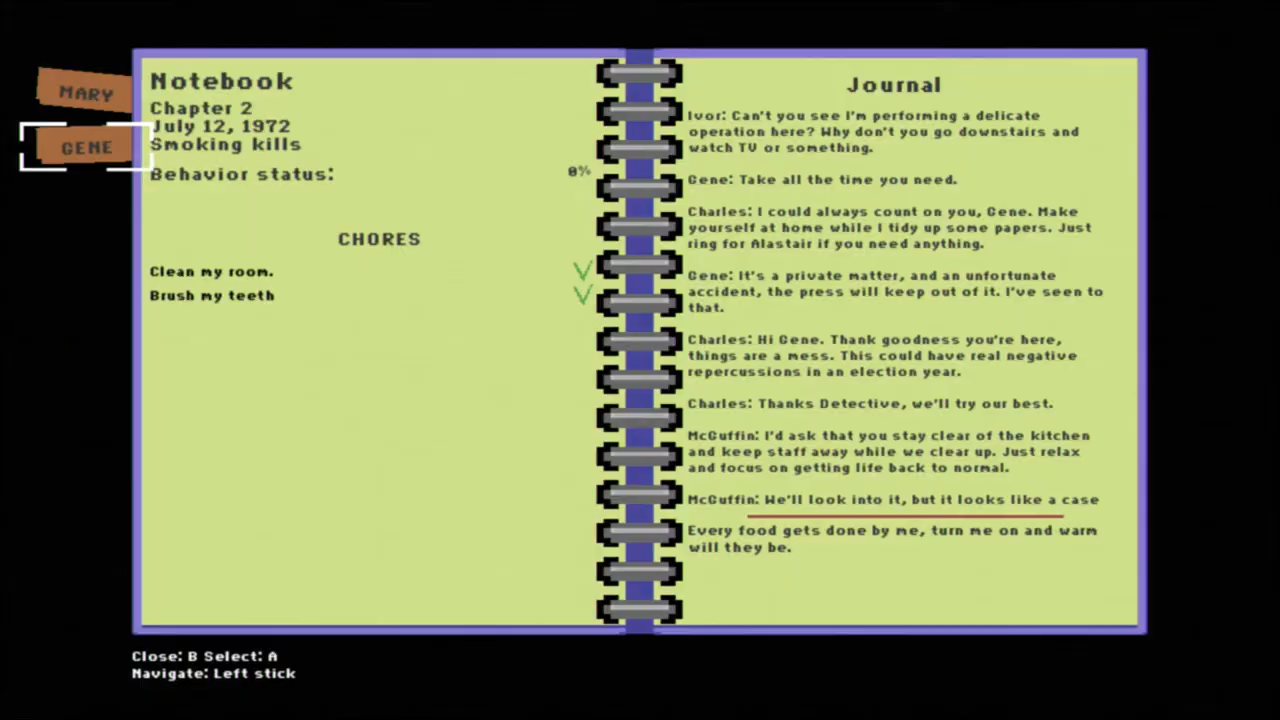 MARY
GENE
Notebook
Chapter 2
July 12, 1972
Smoking kills
Behavior status:
0%
CHORES
Clean my room.
Brush my teeth
Journal
Ivor: Can't you see I'm performing a delicate
operation here? Why don't you go downstairs and
watch TV or something.
Gene: Take all the time you need.
Charles: I could always count on you, Gene. Make
yourself at home while I tidy up some papers. Just
ring for Alastair if you need anything.
Gene: It's a private matter, and an unfortunate
accident, the press will keep out of it. I've seen to
that.
Charles: Hi Gene. Thank goodness you're here,
things are a mess. This could have real negative
repercussions in an election year.
Charles: Thanks Detective, we'll try our best.
McGuffin: I'd ask that you stay clear of the kitchen
and keep staff away while we clear up. Just relax
and focus on getting life back to normal.
McGuffin: We'll look into it, but it looks like a case
Every food gets done by me, turn me on and warm
will they be.
Close: B Select: A
Navigate: Left stick